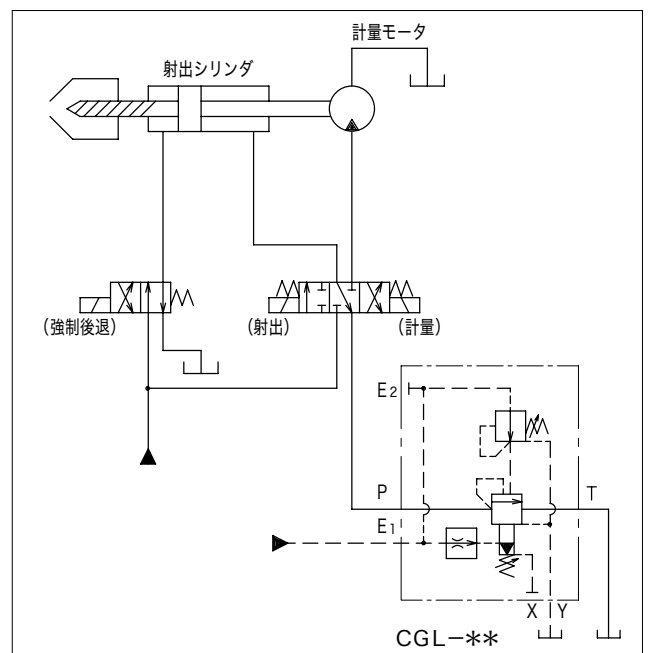 計量モータ
射出シリンダ
(強制後退)
(射出)
(計量)
E2
P
T
E1
X
Y
CGL-**